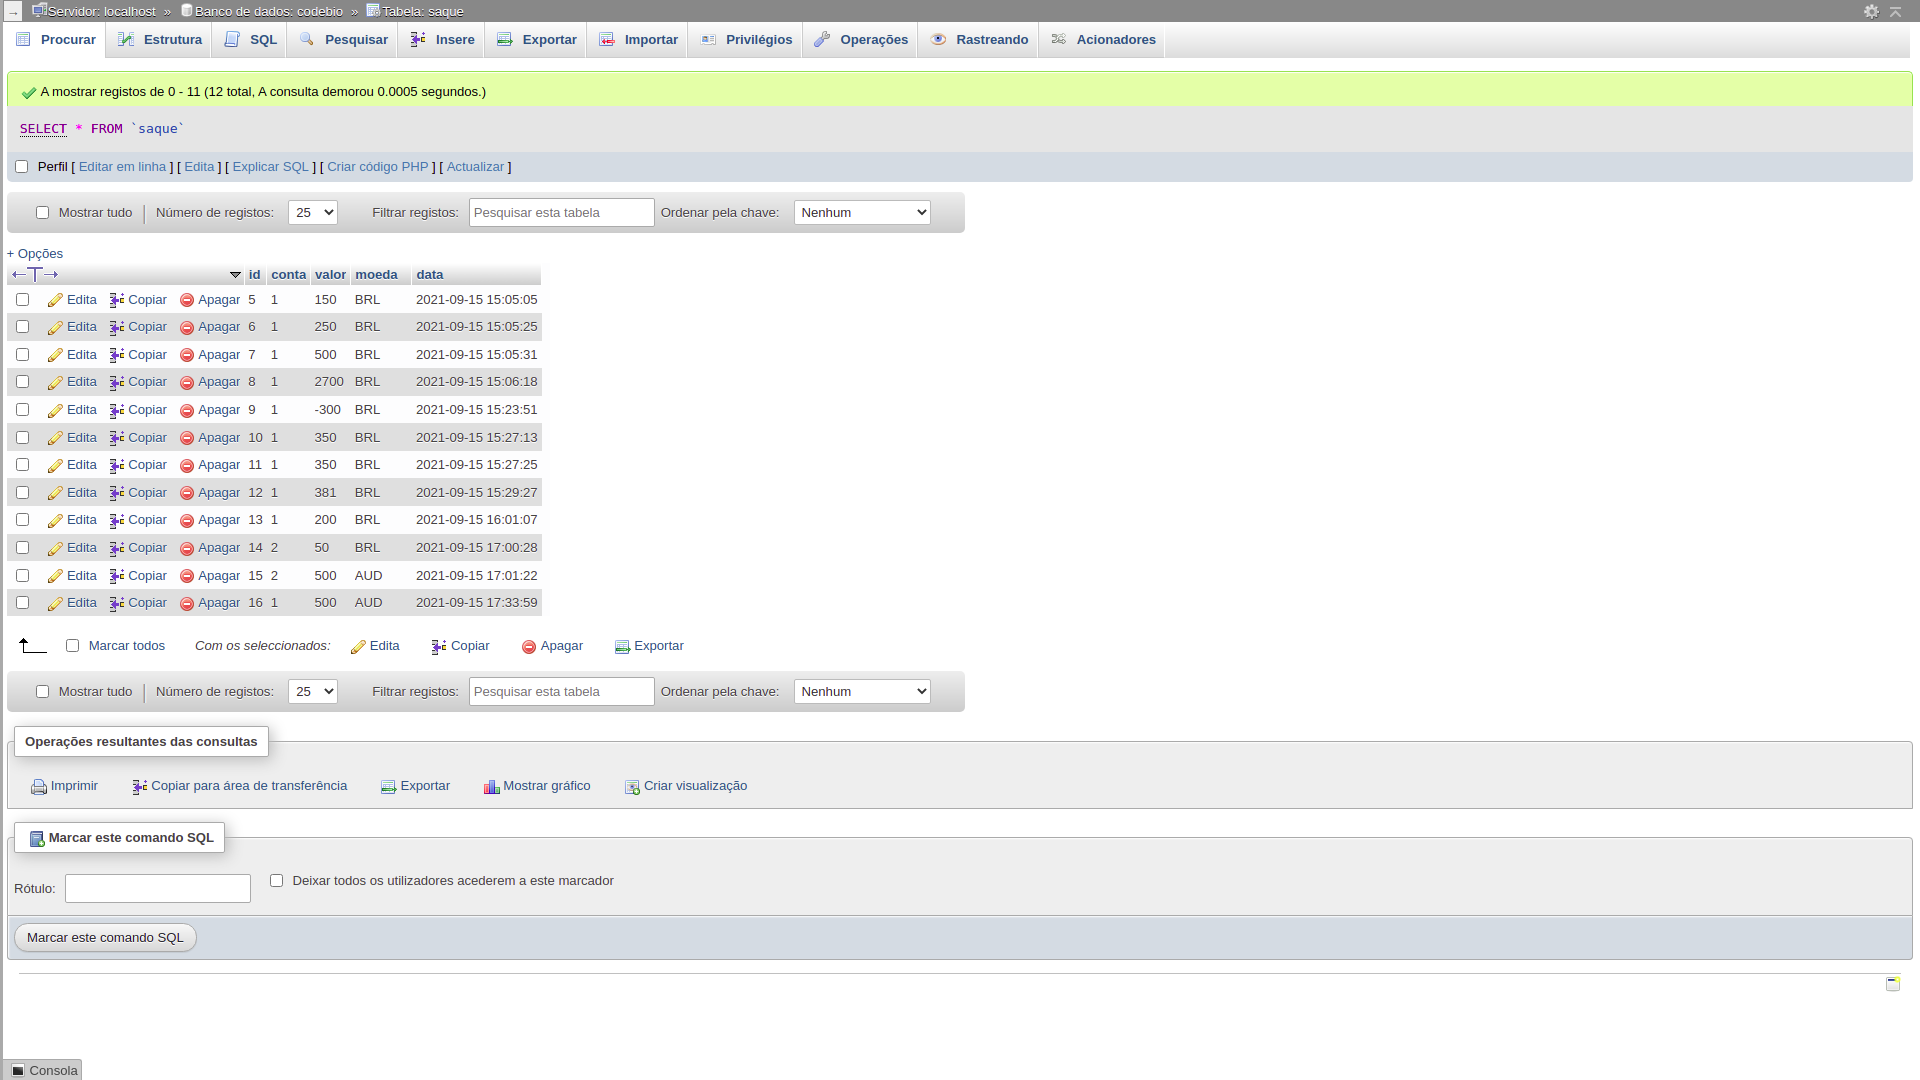 Servidor: localhost » Banco de dados: codebio » Tabela: saque
Procurar Estrutura SQL Pesquisar Insere Exportar Importar Privilégios Operações Rastreando Acionadores
A mostrar registos de 0 - 11 (12 total, A consulta demorou 0.0005 segundos.)
SELECT * FROM `saque`
Perfil [ Editar em linha ] [ Edita ] [ Explicar SQL ] [ Criar código PHP ] [ Actualizar ]
Mostrar tudo Número de registos: 25 Filtrar registos: Pesquisar esta tabela Ordenar pela chave: Nenhum
+ Opções
←T→ id conta valor moeda data
Edita Copiar Apagar 5 1 150 BRL 2021-09-15 15:05:05
Edita Copiar Apagar 6 1 250 BRL 2021-09-15 15:05:25
Edita Copiar Apagar 7 1 500 BRL 2021-09-15 15:05:31
Edita Copiar Apagar 8 1 2700 BRL 2021-09-15 15:06:18
Edita Copiar Apagar 9 1 -300 BRL 2021-09-15 15:23:51
Edita Copiar Apagar 10 1 350 BRL 2021-09-15 15:27:13
Edita Copiar Apagar 11 1 350 BRL 2021-09-15 15:27:25
Edita Copiar Apagar 12 1 381 BRL 2021-09-15 15:29:27
Edita Copiar Apagar 13 1 200 BRL 2021-09-15 16:01:07
Edita Copiar Apagar 14 2 50 BRL 2021-09-15 17:00:28
Edita Copiar Apagar 15 2 500 AUD 2021-09-15 17:01:22
Edita Copiar Apagar 16 1 500 AUD 2021-09-15 17:33:59
Marcar todos Com os seleccionados: Edita Copiar Apagar Exportar
Mostrar tudo Número de registos: 25 Filtrar registos: Pesquisar esta tabela Ordenar pela chave: Nenhum
Operações resultantes das consultas
Imprimir Copiar para área de transferência Exportar Mostrar gráfico Criar visualização
Marcar este comando SQL
Rótulo: Deixar todos os utilizadores acederem a este marcador
Marcar este comando SQL
Consola